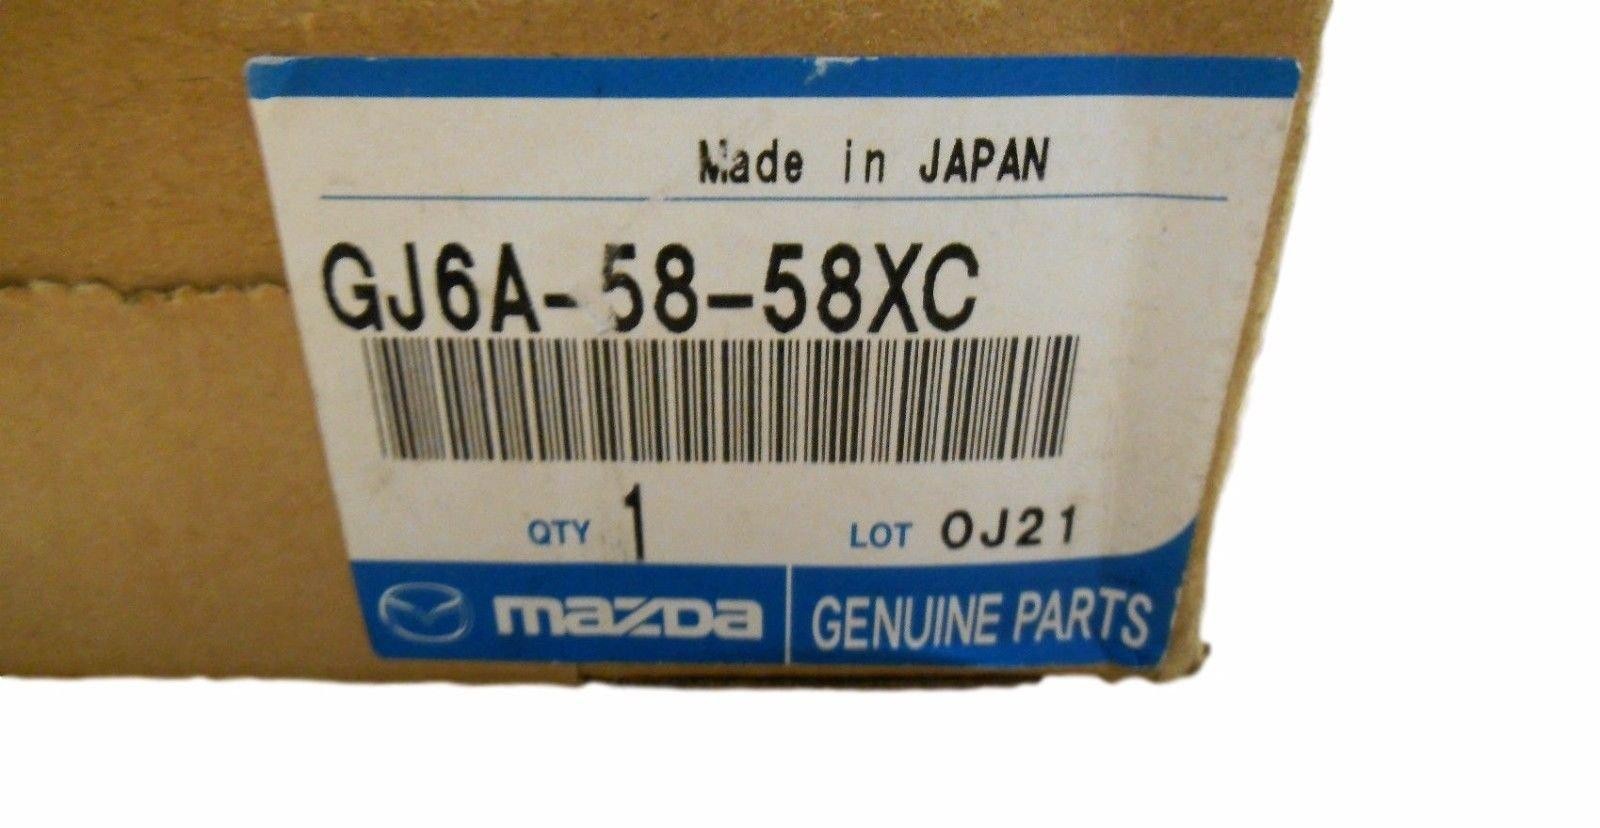 Made in JAPAN
GJ6A-58-58XC
QTY 1 LOT 0J21
mazda GENUINE PARTS